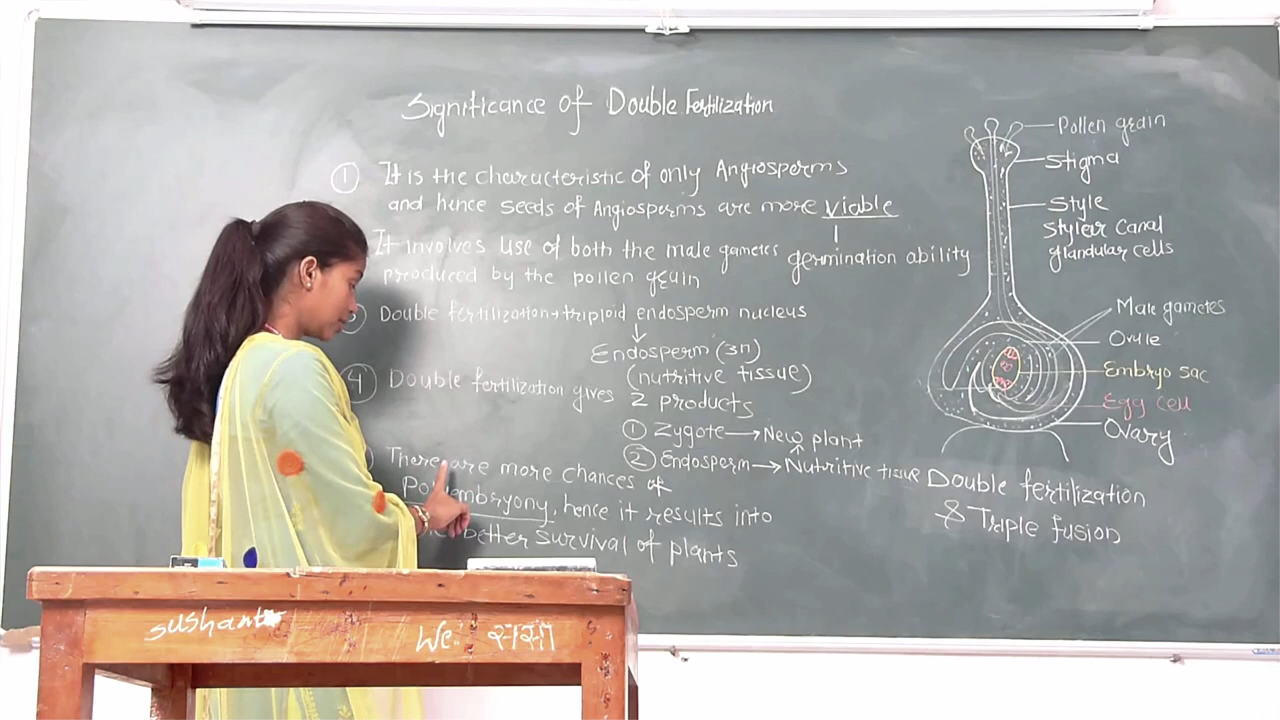 Significance of Double Fertilization
① It is the characteristic of only Angiosperms
and hence seeds of Angiosperms are more viable
germination ability
It involves use of both the male gametes
produced by the pollen grain
Double fertilization → triploid endosperm nucleus
Endosperm (3n)
(nutritive tissue)
④ Double fertilization gives 2 products
① Zygote → New plant
② Endosperm → Nutritive tissue
There are more chances of
Polyembryony, hence it results into
better survival of plants
Pollen grain
Stigma
Style
Stylar Canal
glandular cells
Male gametes
Ovule
Embryo sac
Egg cell
Ovary
Double fertilization
& Triple fusion
sushant
We: